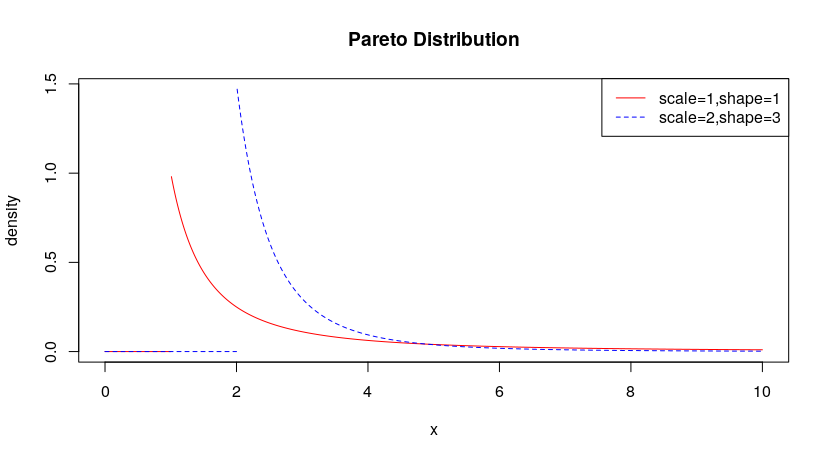 Pareto Distribution
scale=1,shape=1
scale=2,shape=3
density
1.5
1.0
0.5
0.0
0 2 4 6 8 10
x